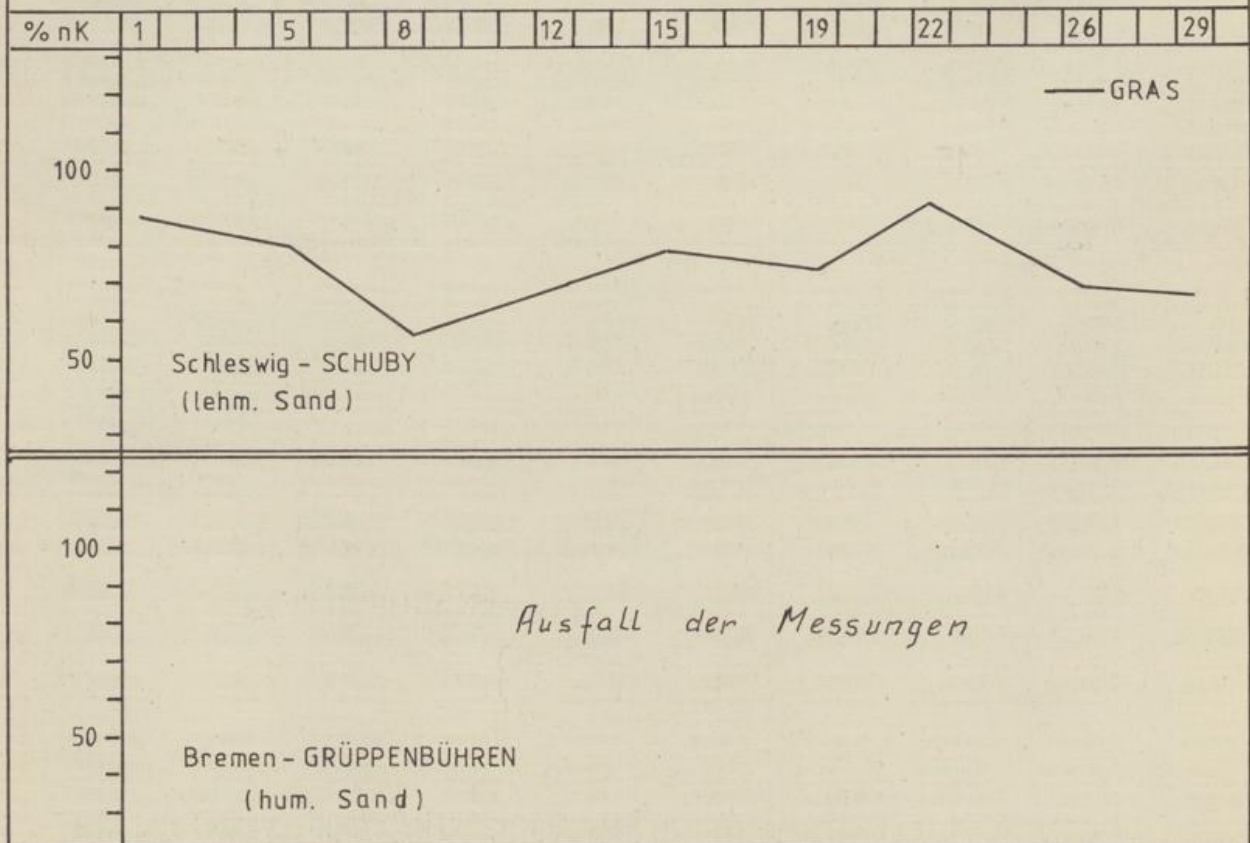 % nK 1 5 8 12 15 19 22 26 29
GRAS
100
50
Schleswig - SCHUBY
(lehm. Sand)
100
Ausfall der Messungen
50
Bremen - GRÜPPENBÜHREN
(hum. Sand)